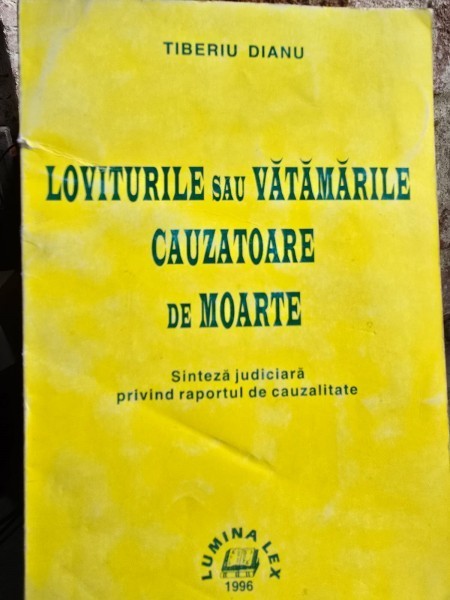 TIBERIU DIANU
LOVITURILE SAU VĂTĂMĂRILE
CAUZATOARE
DE MOARTE
Sinteză judiciară
privind raportul de cauzalitate
LUMINA LEX
1996